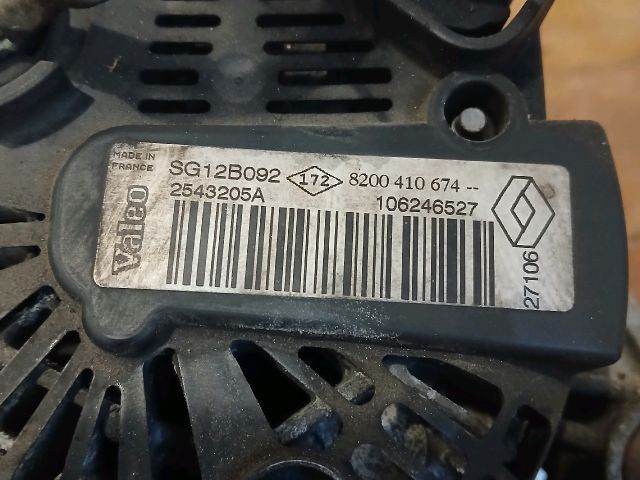 MADE IN
FRANCE
Valeo
SG12B092 172 8200 410 674 --
2543205A 106246527
27106